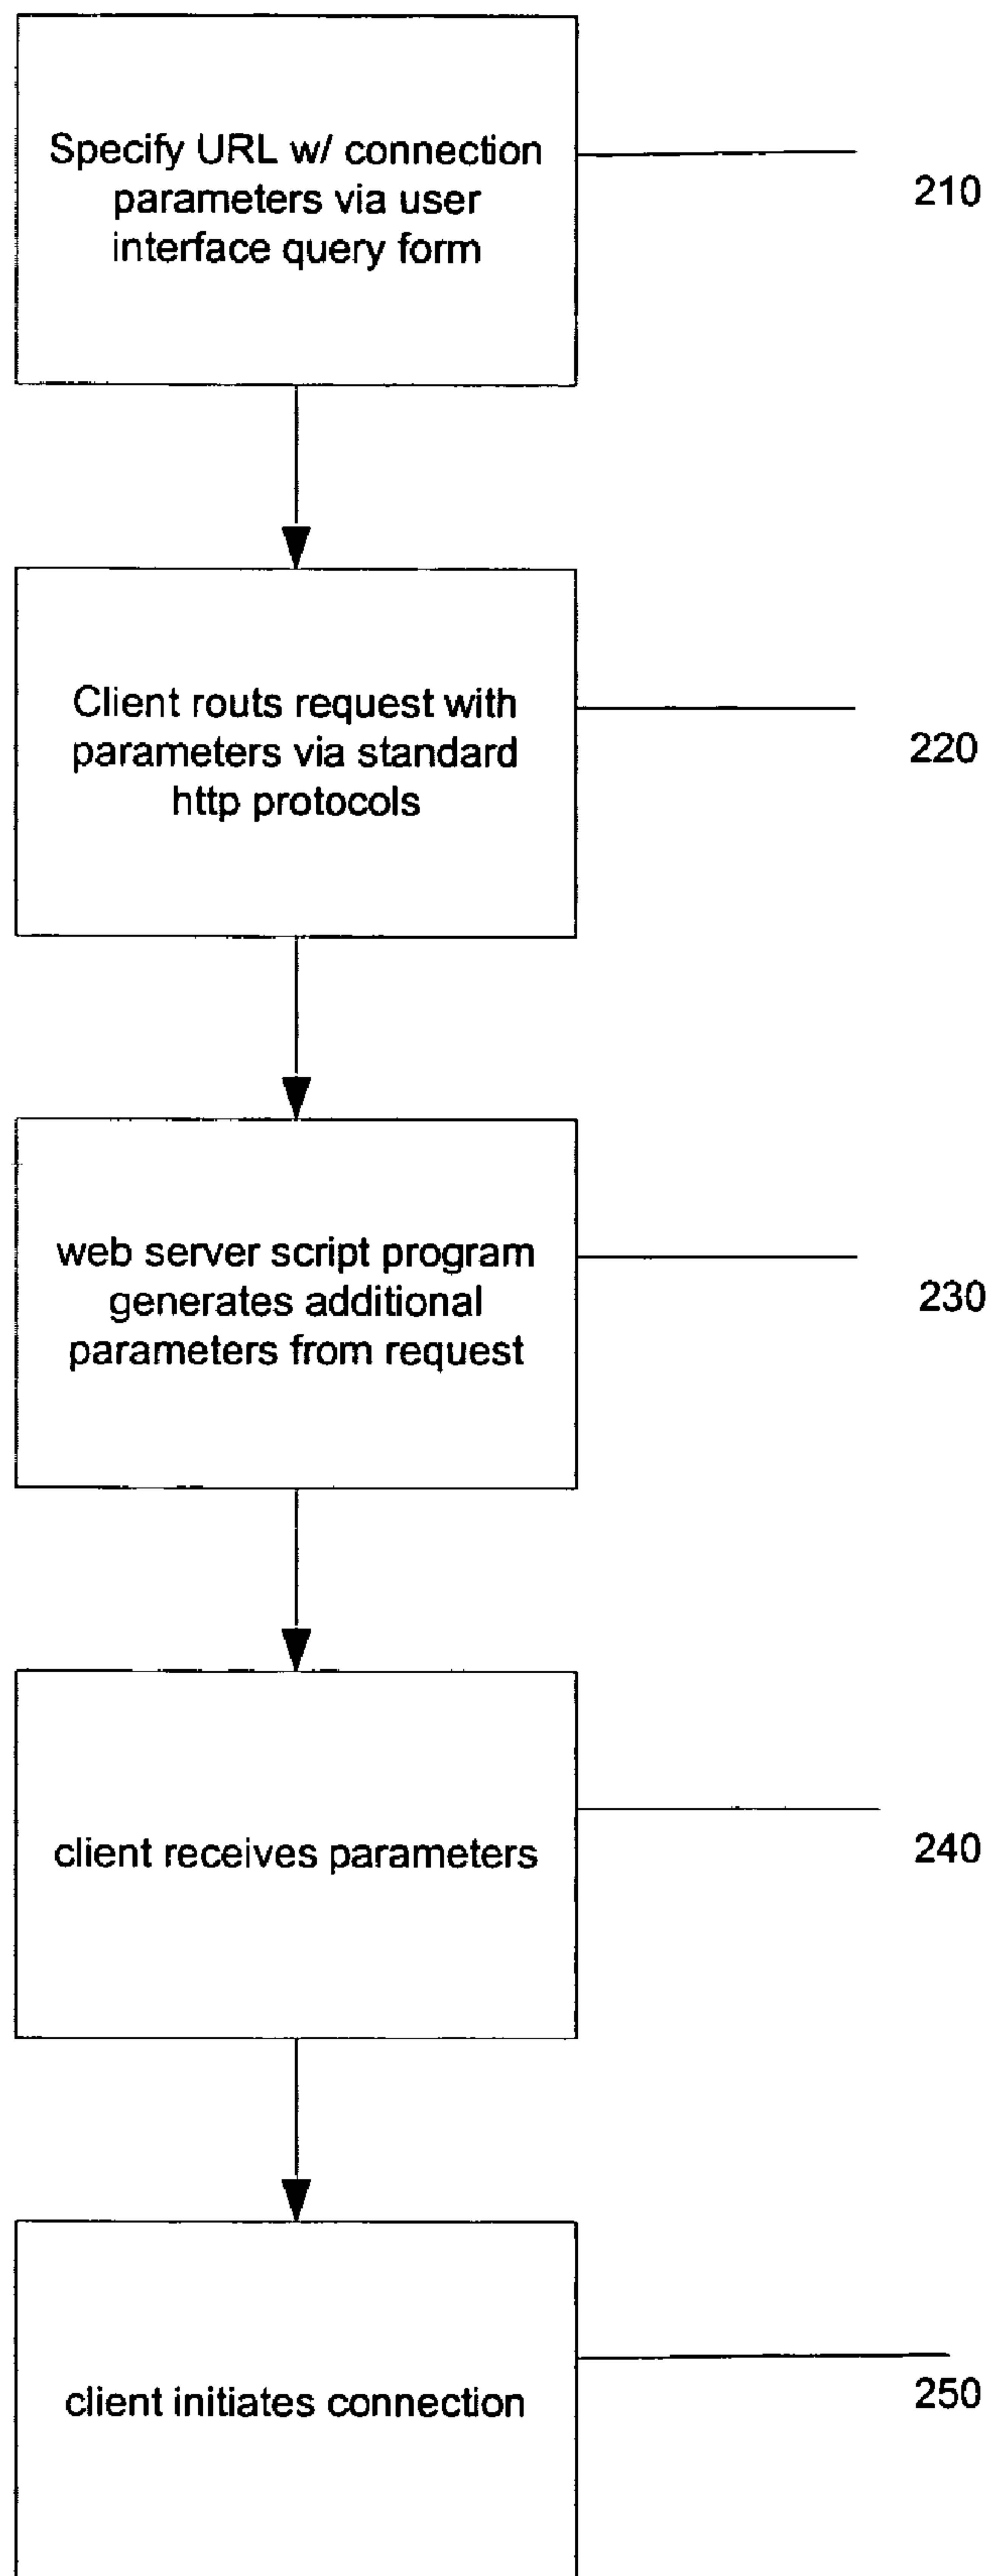 Specify URL w/ connection
parameters via user
interface query form
210
Client routs request with
parameters via standard
http protocols
220
web server script program
generates additional
parameters from request
230
client receives parameters
240
client initiates connection
250